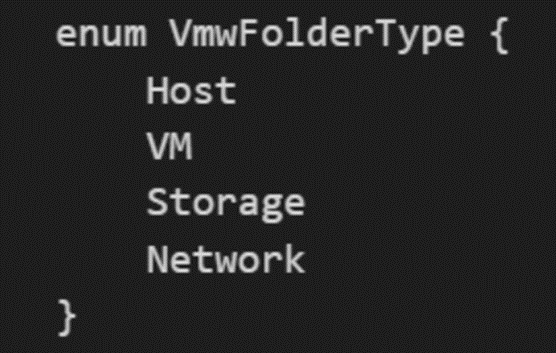 enum VmwFolderType {
    Host
    VM
    Storage
    Network
}